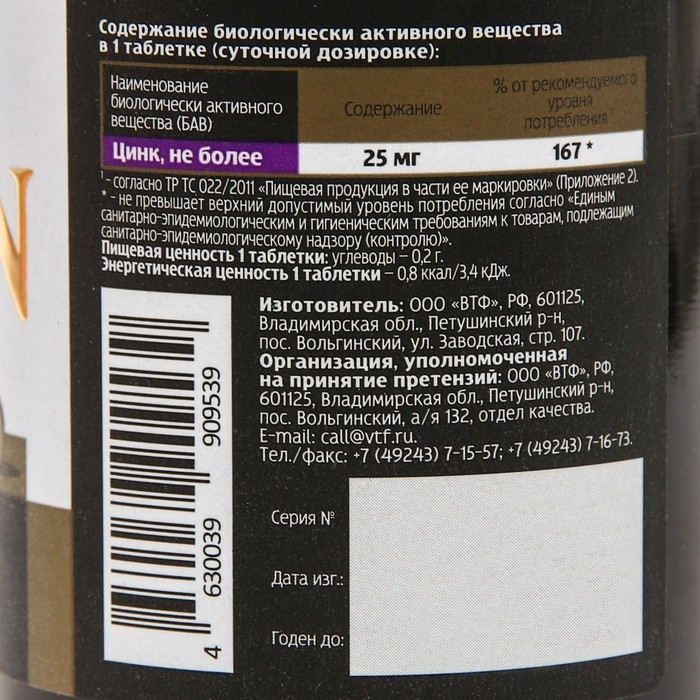 Содержание биологически активного вещества
в 1 таблетке (суточной дозировке):
Наименование
биологически активного
вещества (БАВ)
Содержание
% от рекомендуемого
уровня
потребления¹
Цинк, не более
25 мг
167 *
¹ - согласно ТР ТС 022/2011 «Пищевая продукция в части ее маркировки» (Приложение 2).
* - не превышает верхний допустимый уровень потребления согласно «Единым
санитарно-эпидемиологическим и гигиеническим требованиям к товарам, подлежащим
санитарно-эпидемиологическому надзору (контролю)».
Пищевая ценность 1 таблетки: углеводы – 0,2 г.
Энергетическая ценность 1 таблетки – 0,8 ккал/3,4 кДж.
Изготовитель: ООО «ВТФ», РФ, 601125,
Владимирская обл., Петушинский р-н,
пос. Вольгинский, ул. Заводская, стр. 107.
Организация, уполномоченная
на принятие претензий: ООО «ВТФ», РФ,
601125, Владимирская обл., Петушинский р-н,
пос. Вольгинский, а/я 132, отдел качества.
E-mail: call@vtf.ru.
Тел./факс: +7 (49243) 7-15-57; +7 (49243) 7-16-73.
4 630039 909539
Серия №
Дата изг.:
Годен до:
N